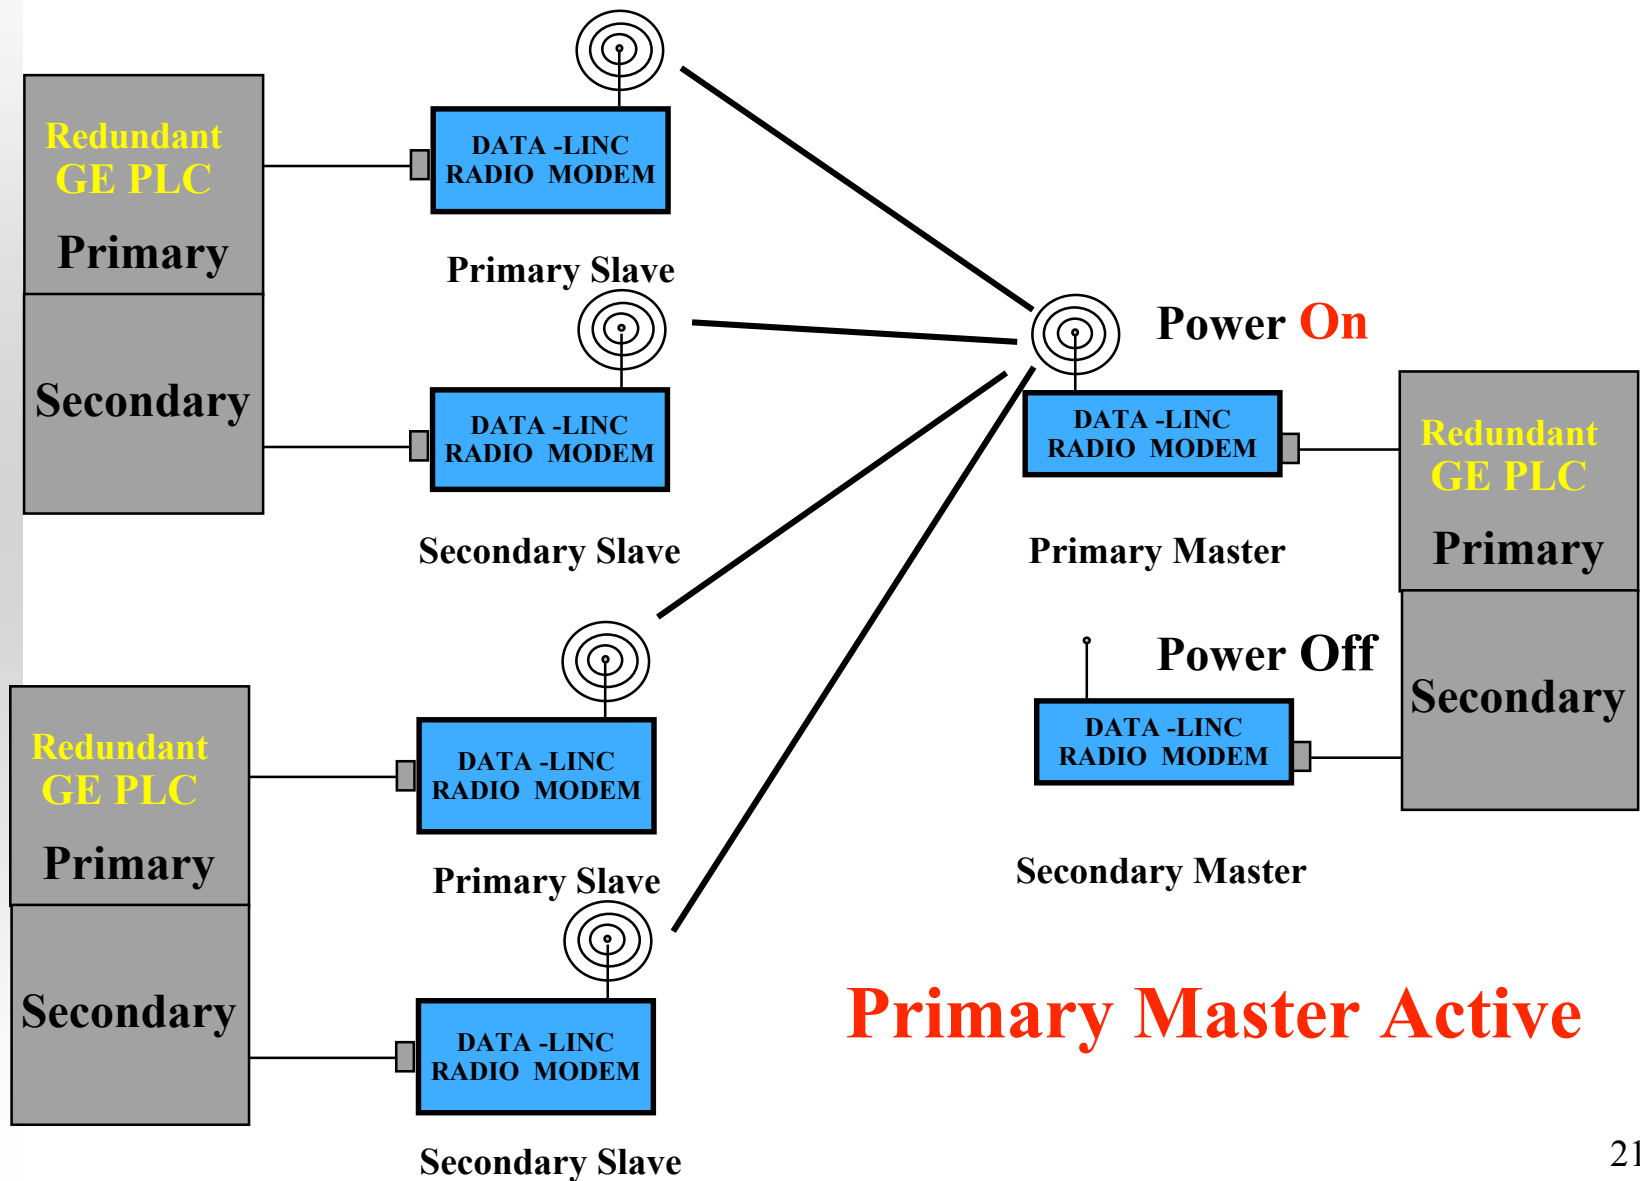 Redundant
GE PLC
Primary
Secondary
DATA -LINC
RADIO MODEM
Primary Slave
DATA -LINC
RADIO MODEM
Secondary Slave
Redundant
GE PLC
Primary
Secondary
DATA -LINC
RADIO MODEM
Primary Slave
DATA -LINC
RADIO MODEM
Secondary Slave
Power On
DATA -LINC
RADIO MODEM
Primary Master
Power Off
DATA -LINC
RADIO MODEM
Secondary Master
Redundant
GE PLC
Primary
Secondary
Primary Master Active
21